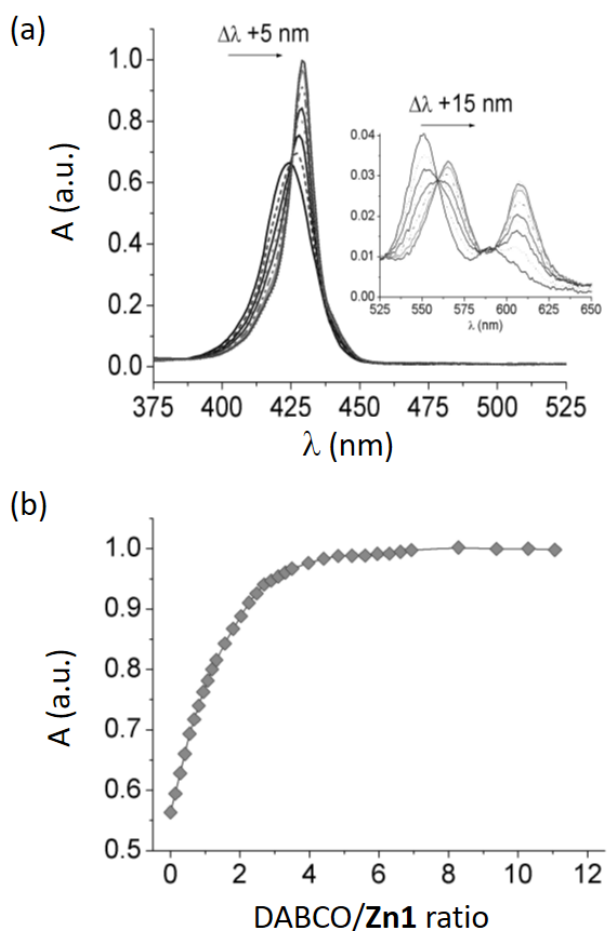 (a)
Δλ +5 nm
1.0
0.8
0.6
0.4
0.2
0.0
A (a.u.)
375 400 425 450 475 500 525
λ (nm)
Δλ +15 nm
0.04
0.03
0.02
0.01
0.00
525 550 575 600 625 650
λ (nm)
(b)
1.0
0.9
0.8
0.7
0.6
0.5
A (a.u.)
0 2 4 6 8 10 12
DABCO/Zn1 ratio